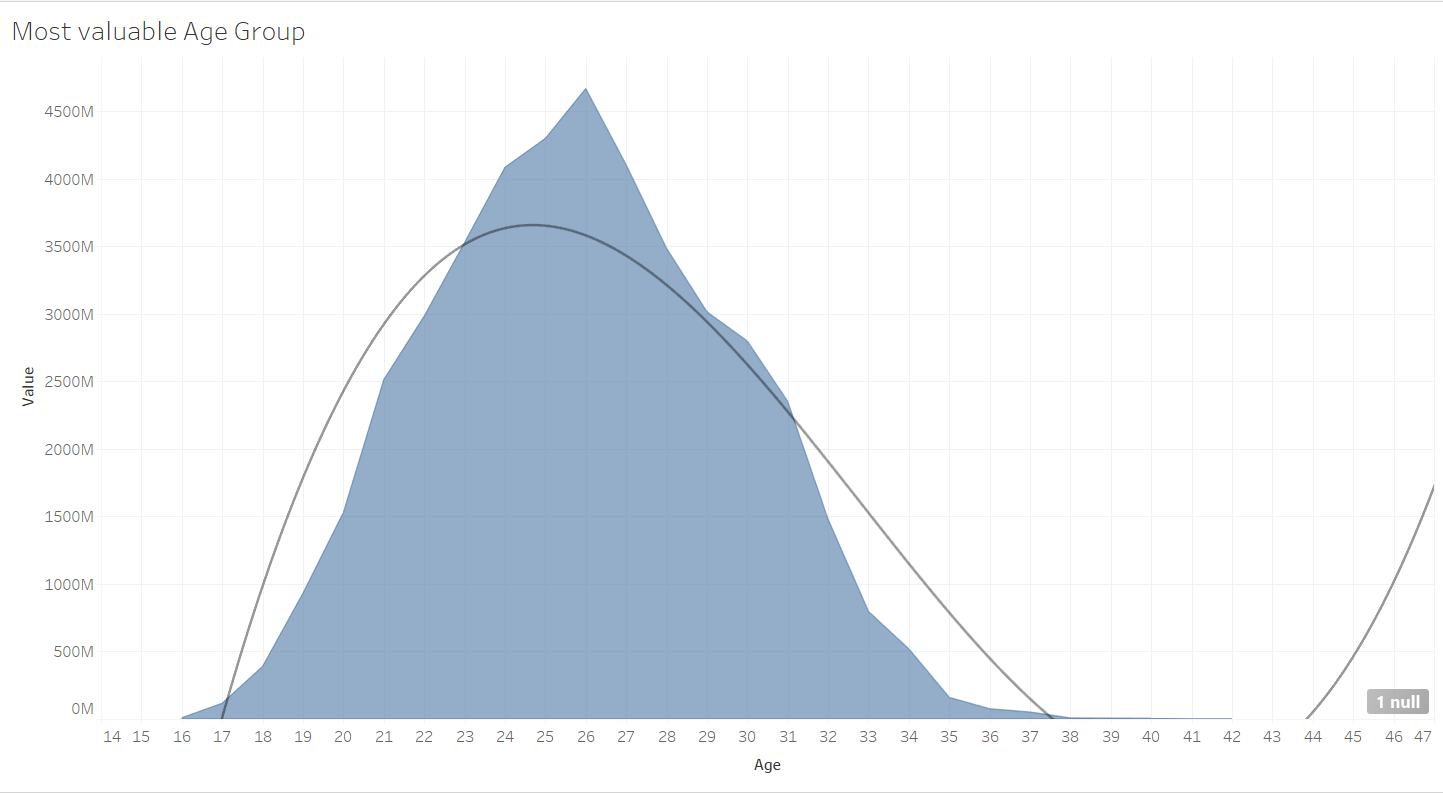 Most valuable Age Group
4500M
4000M
3500M
3000M
2500M
2000M
1500M
1000M
500M
0M
Value
1 null
14 15 16 17 18 19 20 21 22 23 24 25 26 27 28 29 30 31 32 33 34 35 36 37 38 39 40 41 42 43 44 45 46 47
Age